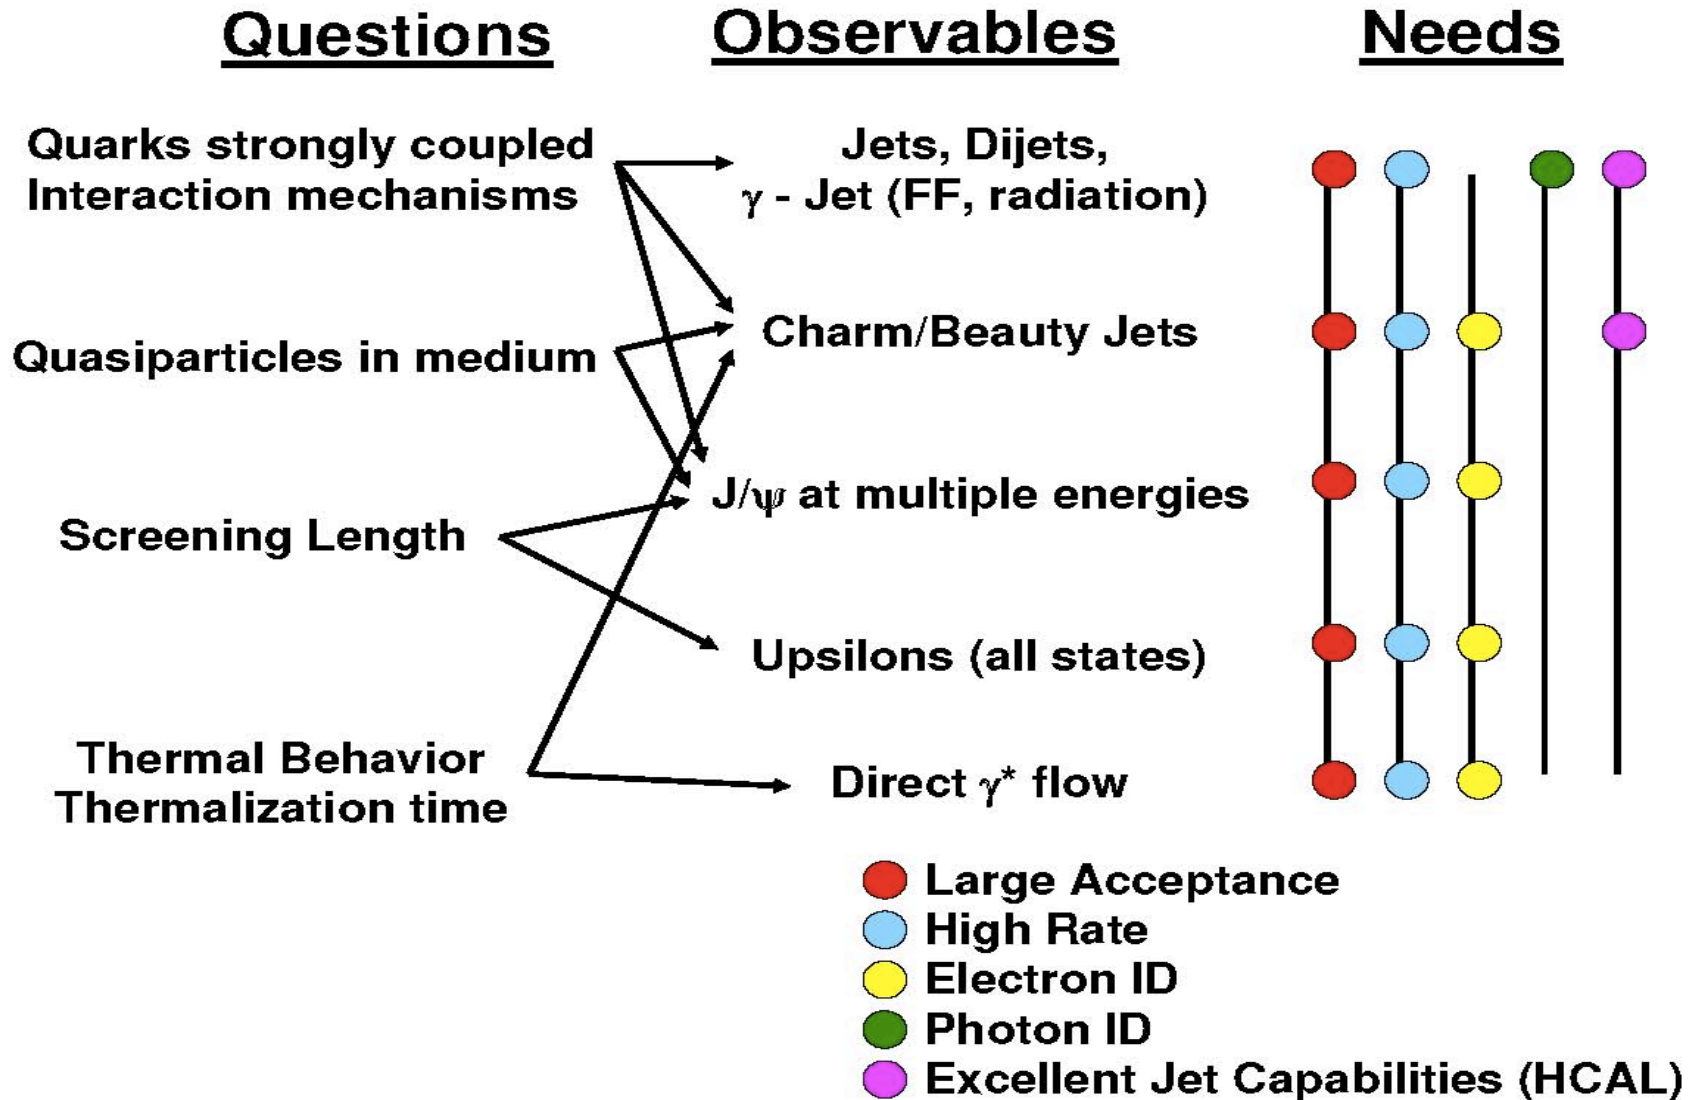 Questions
Observables
Needs
Quarks strongly coupled
Interaction mechanisms
Jets, Dijets,
γ - Jet (FF, radiation)
Quasiparticles in medium
Charm/Beauty Jets
Screening Length
J/ψ at multiple energies
Upsilons (all states)
Thermal Behavior
Thermalization time
Direct γ* flow
Large Acceptance
High Rate
Electron ID
Photon ID
Excellent Jet Capabilities (HCAL)